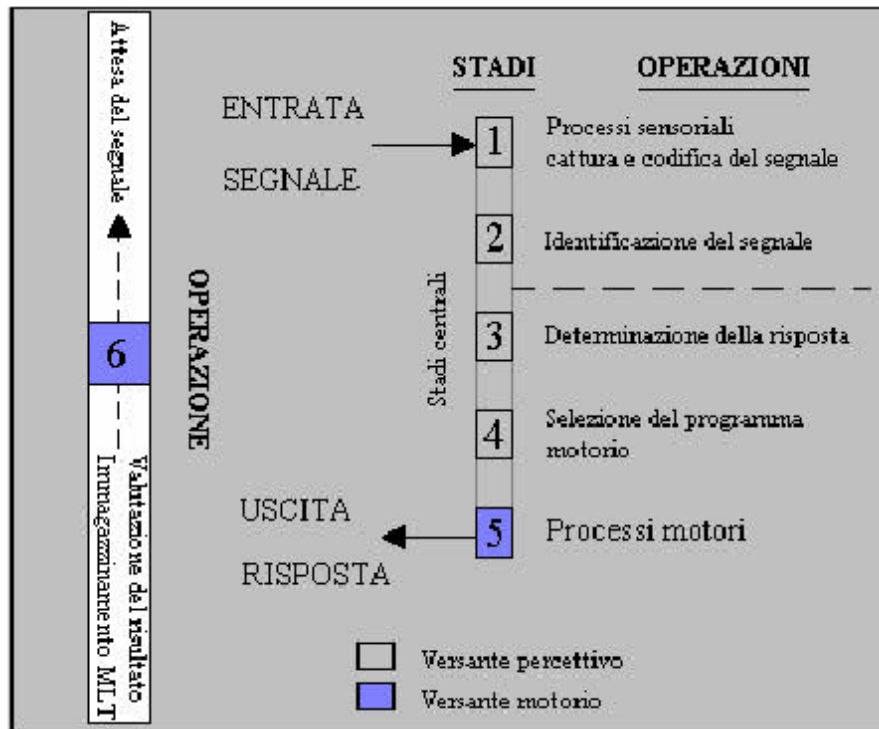 Attesa del segnale
6
Valutazione del risultato
Immagazzinamento MLT
OPERAZIONE
STADI
OPERAZIONI
ENTRATA
SEGNALE
1
Processi sensoriali
cattura e codifica del segnale
2
Identificazione del segnale
Stadi centrali
3
Determinazione della risposta
4
Selezione del programma
motorio
USCITA
RISPOSTA
5
Processi motori
Versante percettivo
Versante motorio